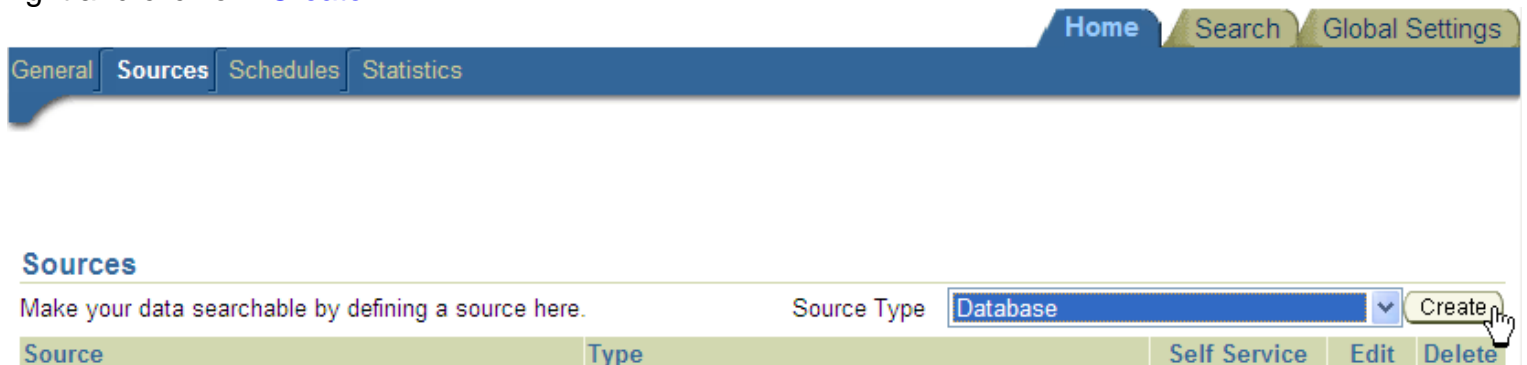 Home Search Global Settings
General Sources Schedules Statistics
Sources
Make your data searchable by defining a source here. Source Type Database Create
Source Type Self Service Edit Delete